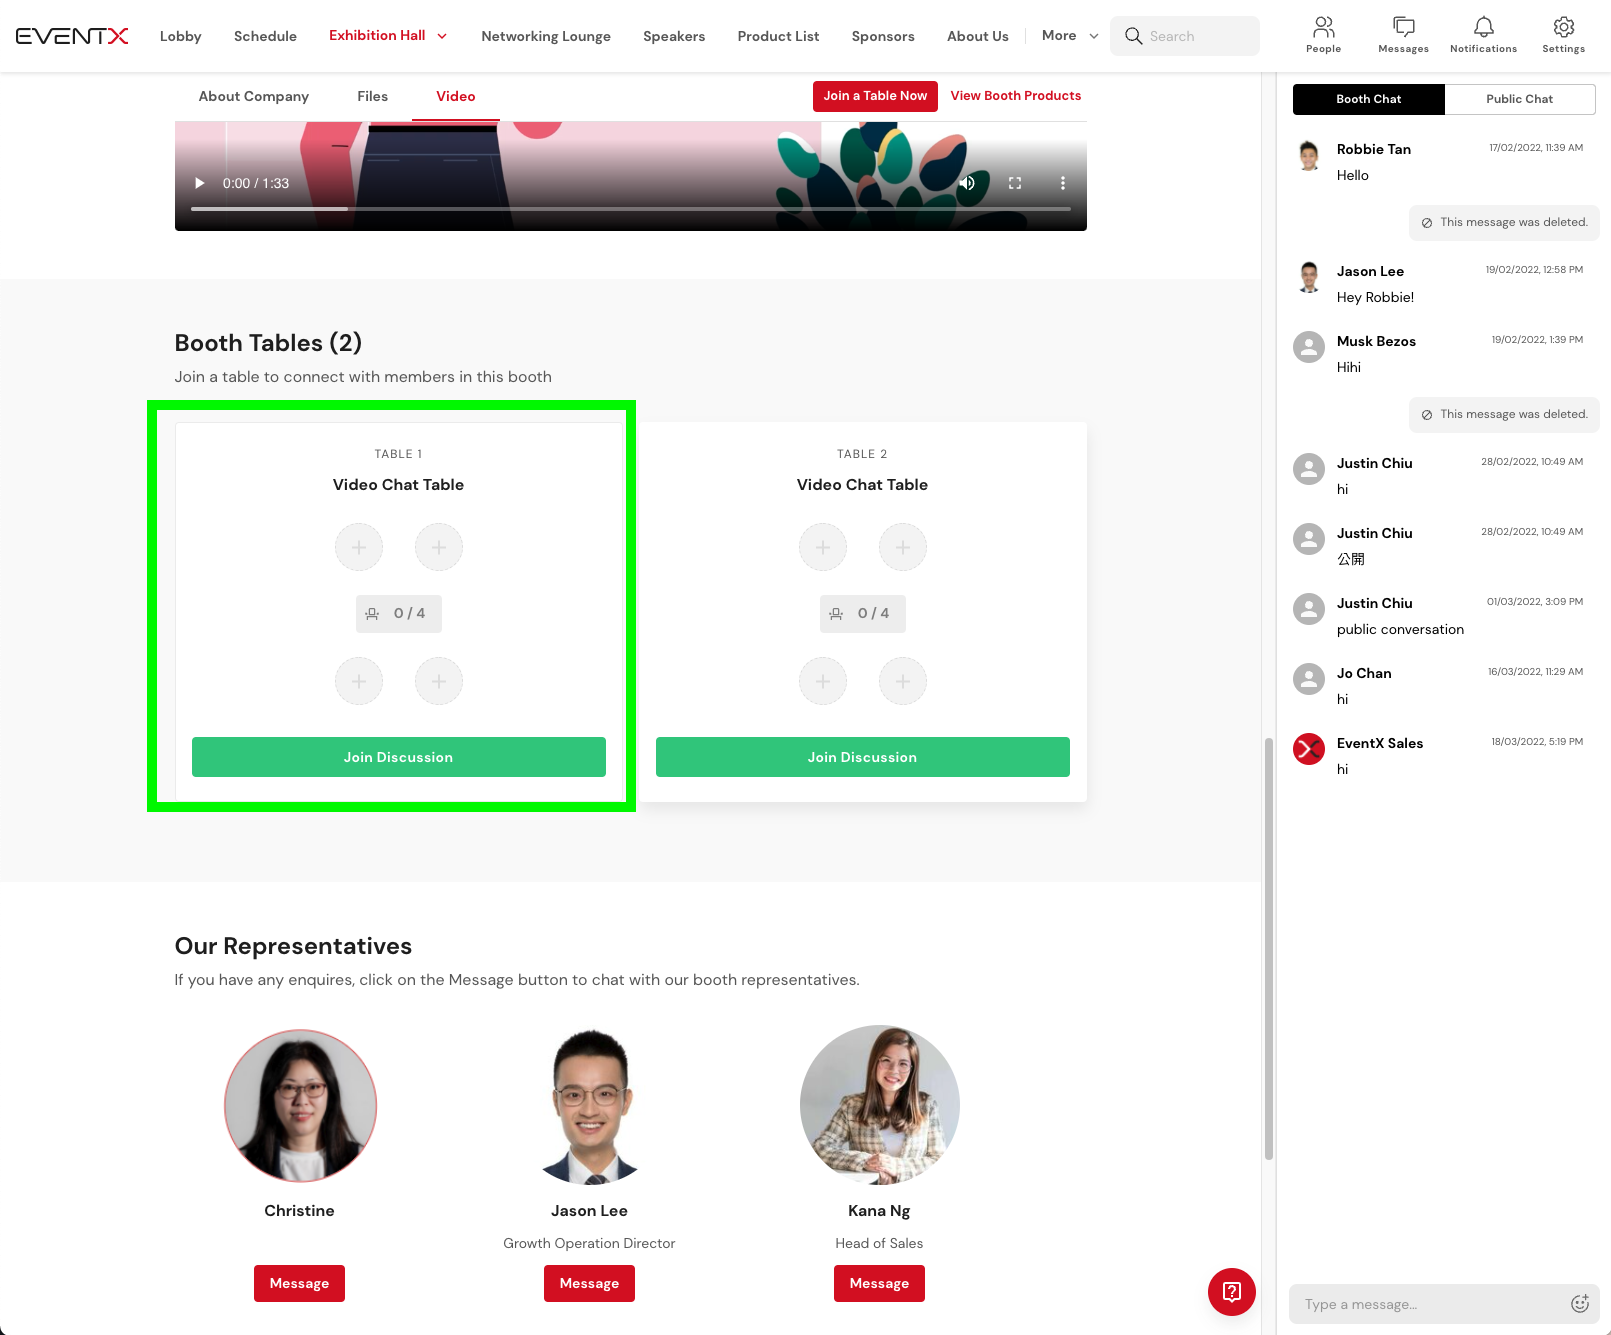 EVENTX
Lobby
Schedule
Exhibition Hall
Networking Lounge
Speakers
Product List
Sponsors
About Us
More
Search
People
Messages
Notifications
Settings
About Company
Files
Video
Join a Table Now
View Booth Products
0:00 / 1:33
Booth Tables (2)
Join a table to connect with members in this booth
TABLE 1
Video Chat Table
0 / 4
Join Discussion
TABLE 2
Video Chat Table
0 / 4
Join Discussion
Our Representatives
If you have any enquires, click on the Message button to chat with our booth representatives.
Christine
Message
Jason Lee
Growth Operation Director
Message
Kana Ng
Head of Sales
Message
Booth Chat
Public Chat
Robbie Tan
17/02/2022, 11:39 AM
Hello
This message was deleted.
Jason Lee
19/02/2022, 12:58 PM
Hey Robbie!
Musk Bezos
19/02/2022, 1:39 PM
Hihi
This message was deleted.
Justin Chiu
28/02/2022, 10:49 AM
hi
Justin Chiu
28/02/2022, 10:49 AM
公開
Justin Chiu
01/03/2022, 3:09 PM
public conversation
Jo Chan
16/03/2022, 11:29 AM
hi
EventX Sales
18/03/2022, 5:19 PM
hi
Type a message...